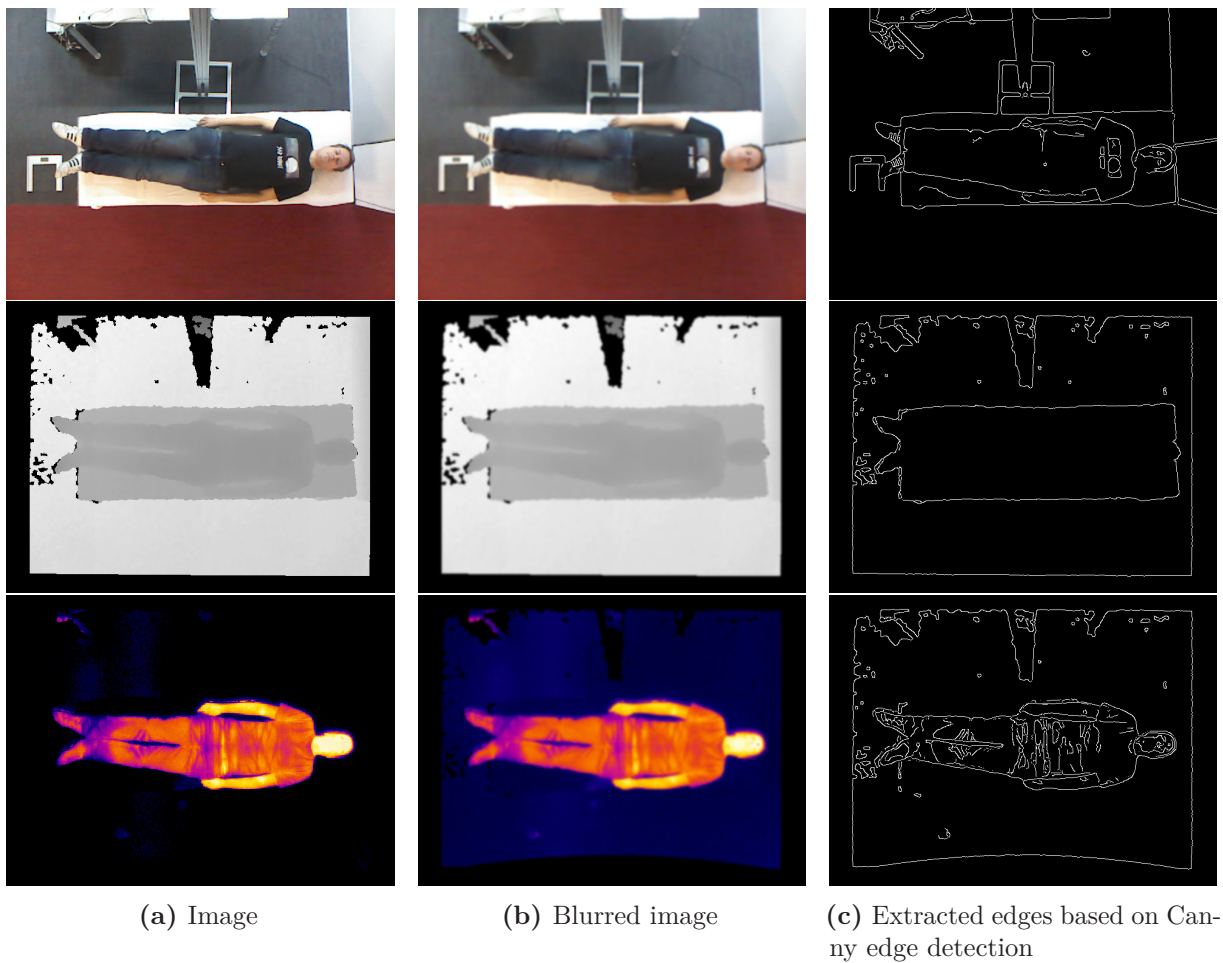 (a) Image
(b) Blurred image
(c) Extracted edges based on Can-
ny edge detection